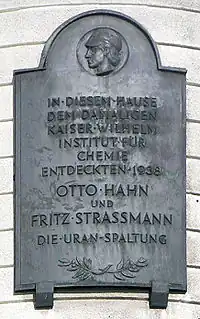 IN·DIESEM·HAUSE
DEM·DAMALIGEN
KAISER·WILHELM
INSTITUT·FÜR
CHEMIE
ENTDECKTEN·1938
OTTO·HAHN
UND
FRITZ·STRASSMANN
DIE·URAN-SPALTUNG